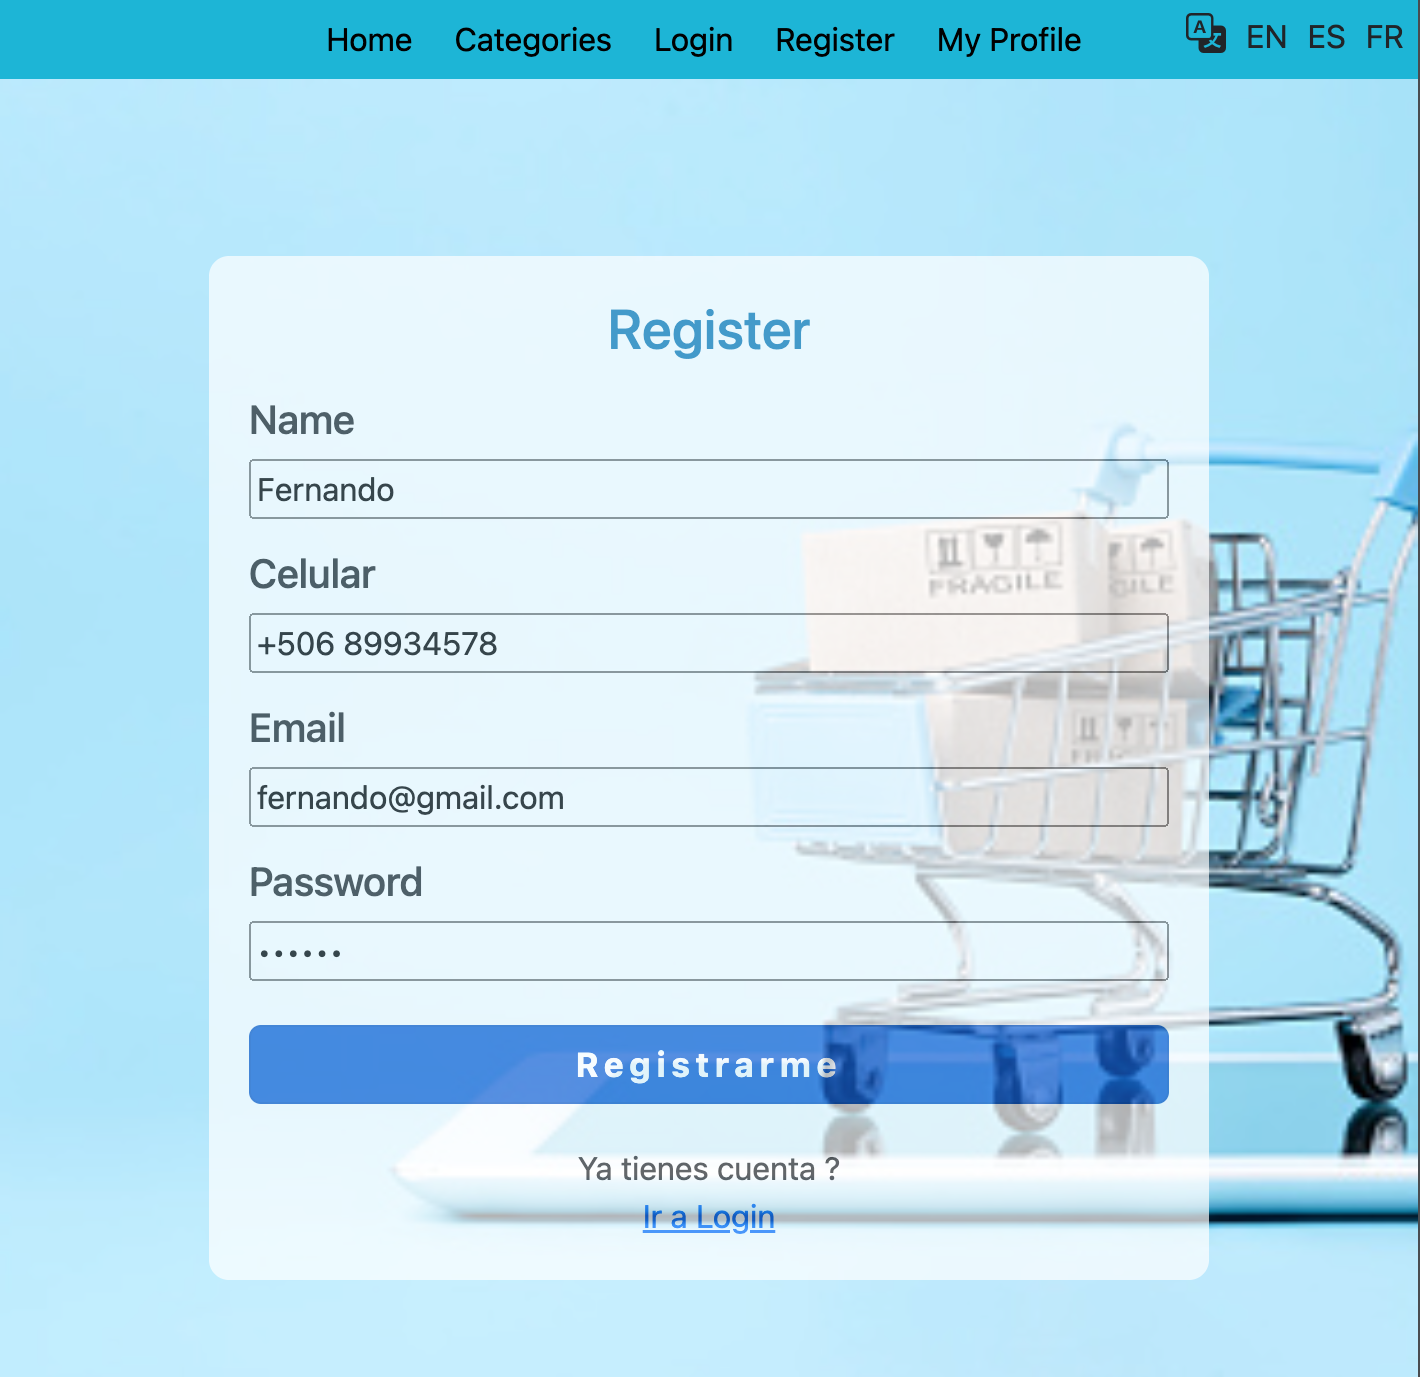 Home Categories Login Register My Profile EN ES FR
Register
Name
Fernando
Celular
+506 89934578
Email
fernando@gmail.com
Password
••••••
Registrarme
Ya tienes cuenta ?
Ir a Login
FRAGILE